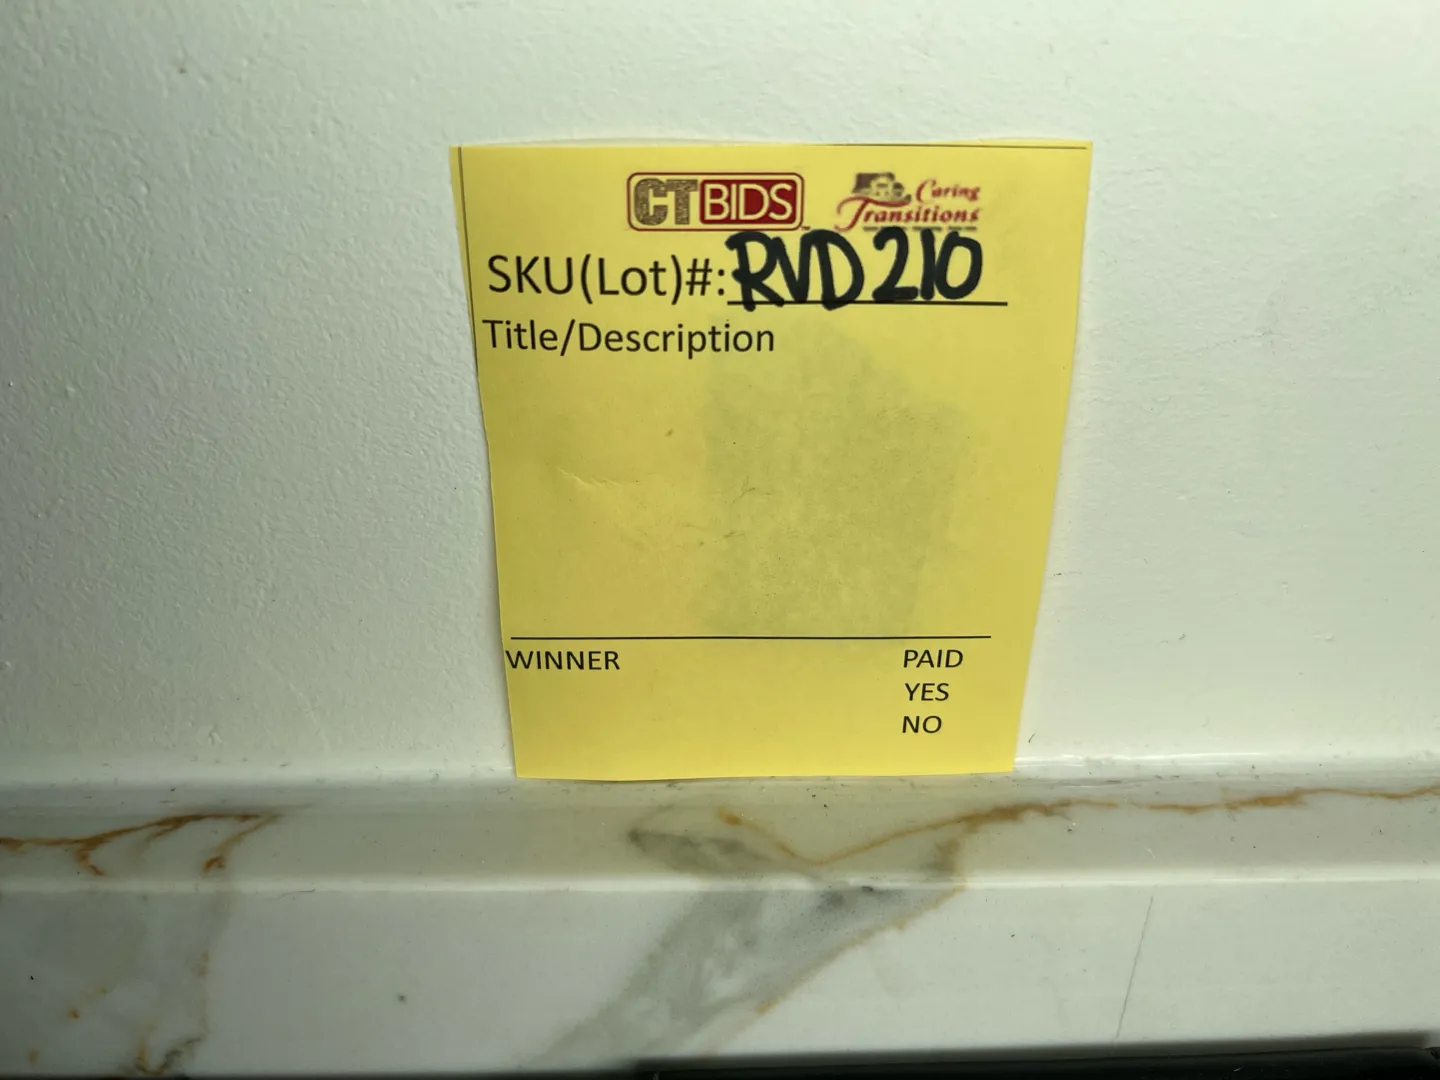 CTBIDS Caring Transitions
SKU(Lot)#: RVD210
Title/Description
WINNER PAID
YES
NO